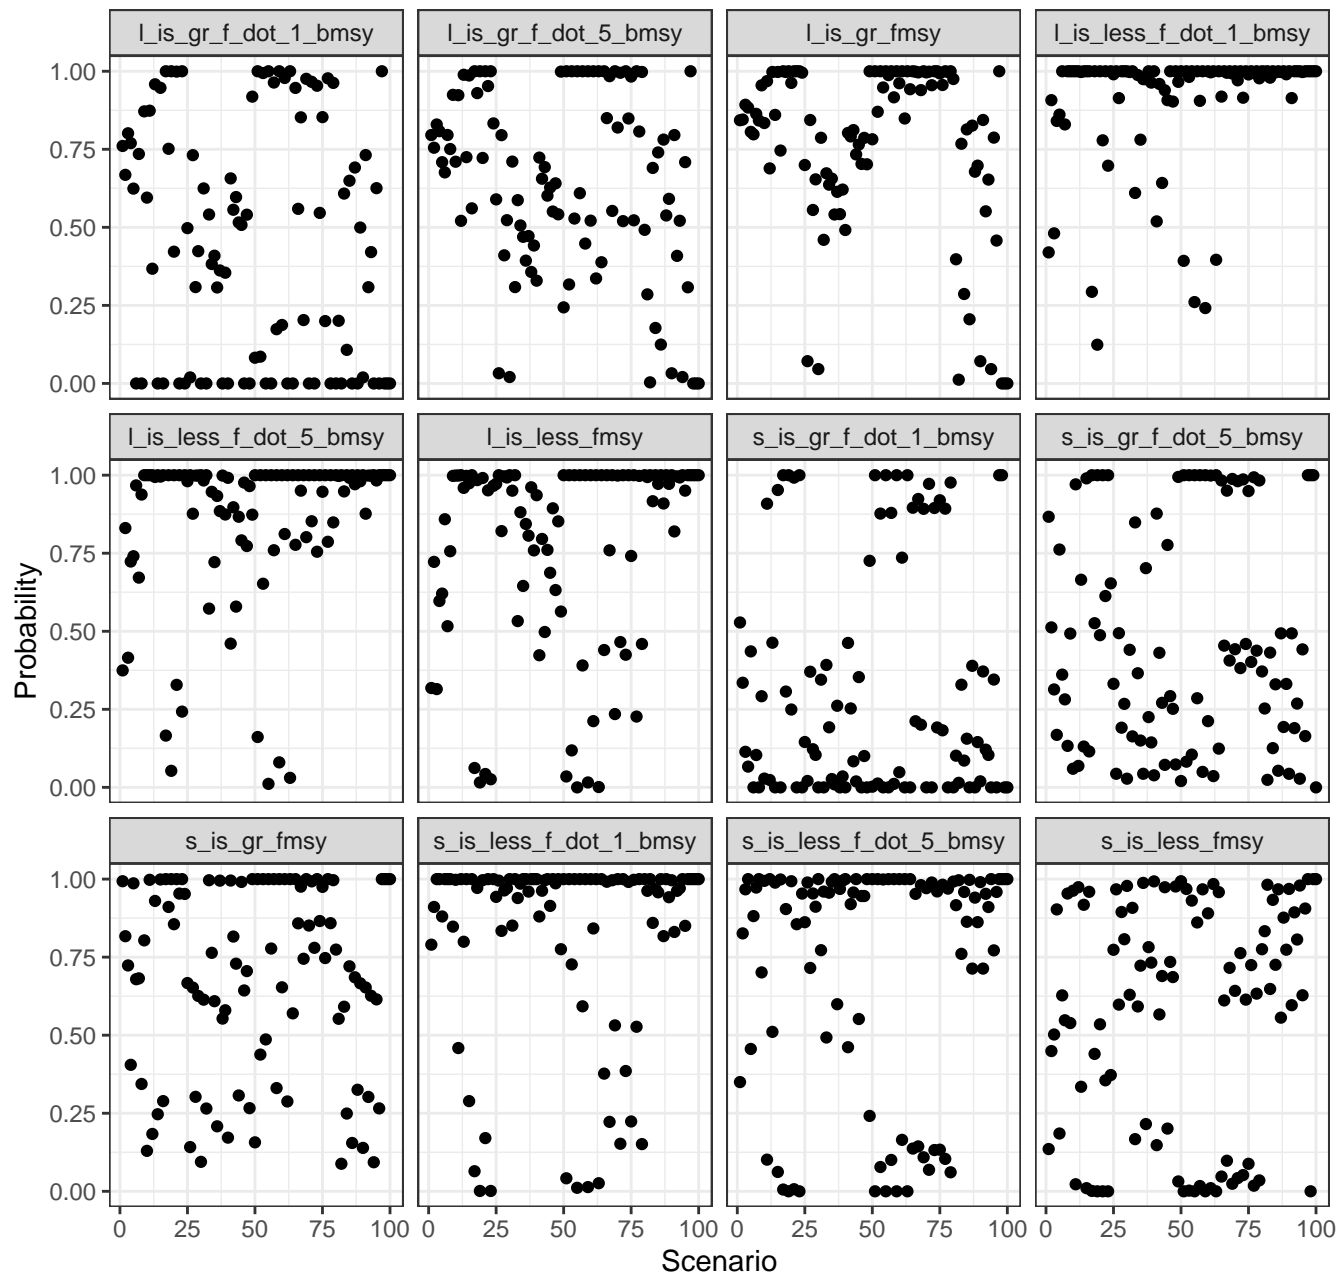 l_is_gr_f_dot_1_bmsy l_is_gr_f_dot_5_bmsy l_is_gr_fmsy l_is_less_f_dot_1_bmsy
1.00
0.75
0.50
0.25
0.00
l_is_less_f_dot_5_bmsy l_is_less_fmsy s_is_gr_f_dot_1_bmsy s_is_gr_f_dot_5_bmsy
1.00
0.75
0.50
0.25
0.00
Probability
s_is_gr_fmsy s_is_less_f_dot_1_bmsy s_is_less_f_dot_5_bmsy s_is_less_fmsy
1.00
0.75
0.50
0.25
0.00
0 25 50 75 100 0 25 50 75 100 0 25 50 75 100 0 25 50 75 100
Scenario